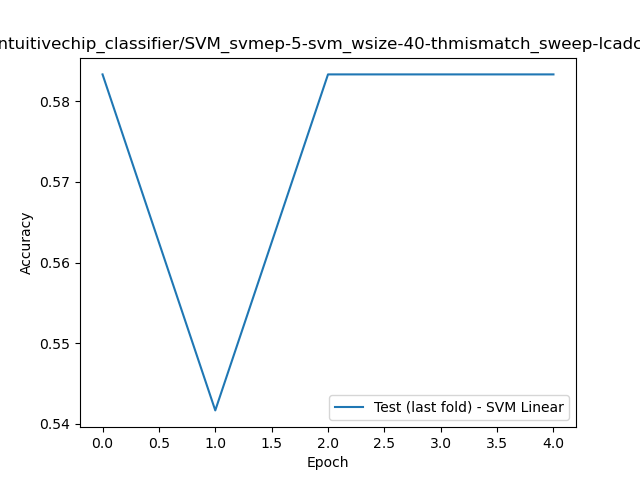 ntuitivechip_classifier/SVM_svmep-5-svm_wsize-40-thmismatch_sweep-lcadc
0.58
0.57
0.56
0.55
0.54
Accuracy
Test (last fold) - SVM Linear
0.0 0.5 1.0 1.5 2.0 2.5 3.0 3.5 4.0
Epoch